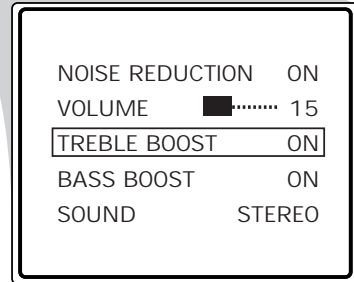 NOISE REDUCTION ON
VOLUME 15
TREBLE BOOST ON
BASS BOOST ON
SOUND STEREO